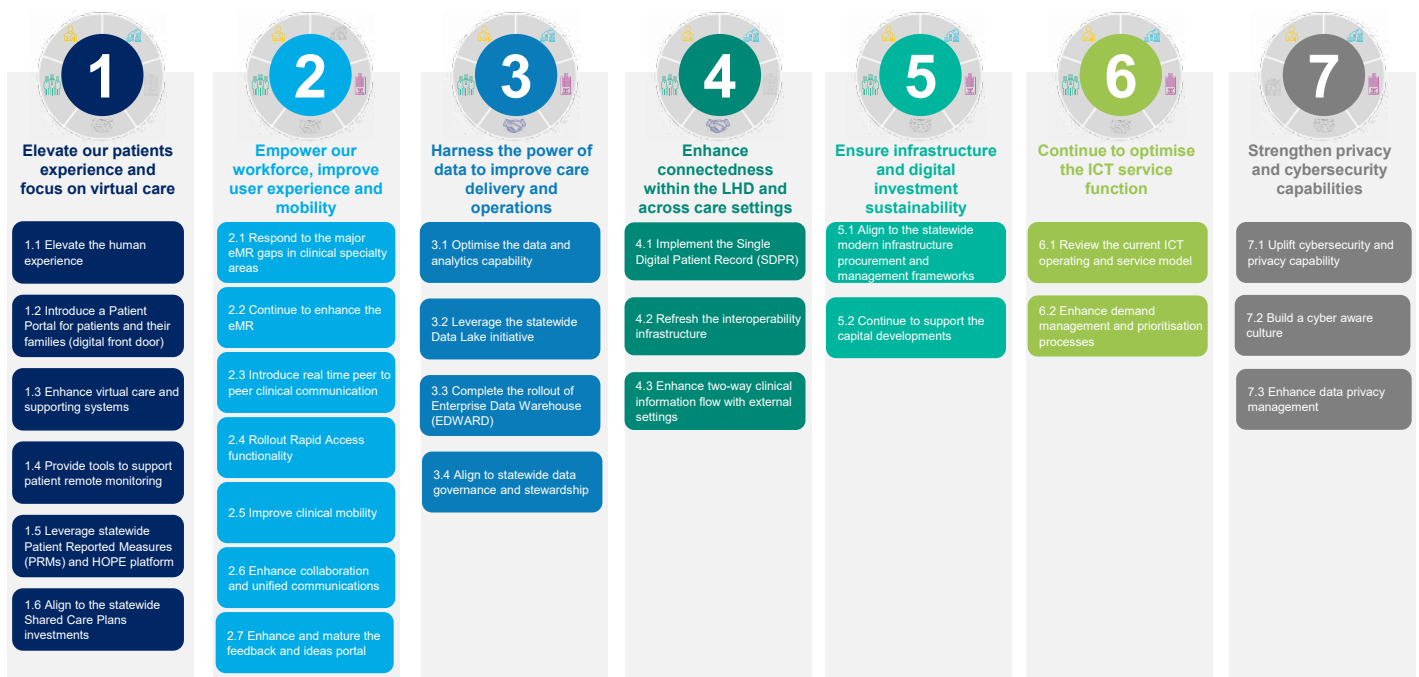 1
Elevate our patients
experience and
focus on virtual care
1.1 Elevate the human
experience
1.2 Introduce a Patient
Portal for patients and their
families (digital front door)
1.3 Enhance virtual care and
supporting systems
1.4 Provide tools to support
patient remote monitoring
1.5 Leverage statewide
Patient Reported Measures
(PRMs) and HOPE platform
1.6 Align to the statewide
Shared Care Plans
investments
2
Empower our
workforce, improve
user experience and
mobility
2.1 Respond to the major
eMR gaps in clinical specialty
areas
2.2 Continue to enhance the
eMR
2.3 Introduce real time peer to
peer clinical communication
2.4 Rollout Rapid Access
functionality
2.5 Improve clinical mobility
2.6 Enhance collaboration
and unified communications
2.7 Enhance and mature the
feedback and ideas portal
3
Harness the power of
data to improve care
delivery and
operations
3.1 Optimise the data and
analytics capability
3.2 Leverage the statewide
Data Lake initiative
3.3 Complete the rollout of
Enterprise Data Warehouse
(EDWARD)
3.4 Align to statewide data
governance and stewardship
4
Enhance
connectedness
within the LHD and
across care settings
4.1 Implement the Single
Digital Patient Record (SDPR)
4.2 Refresh the interoperability
infrastructure
4.3 Enhance two-way clinical
information flow with external
settings
5
Ensure infrastructure
and digital
investment
sustainability
5.1 Align to the statewide
modern infrastructure
procurement and
management frameworks
5.2 Continue to support the
capital developments
6
Continue to optimise
the ICT service
function
6.1 Review the current ICT
operating and service model
6.2 Enhance demand
management and prioritisation
processes
7
Strengthen privacy
and cybersecurity
capabilities
7.1 Uplift cybersecurity and
privacy capability
7.2 Build a cyber aware
culture
7.3 Enhance data privacy
management